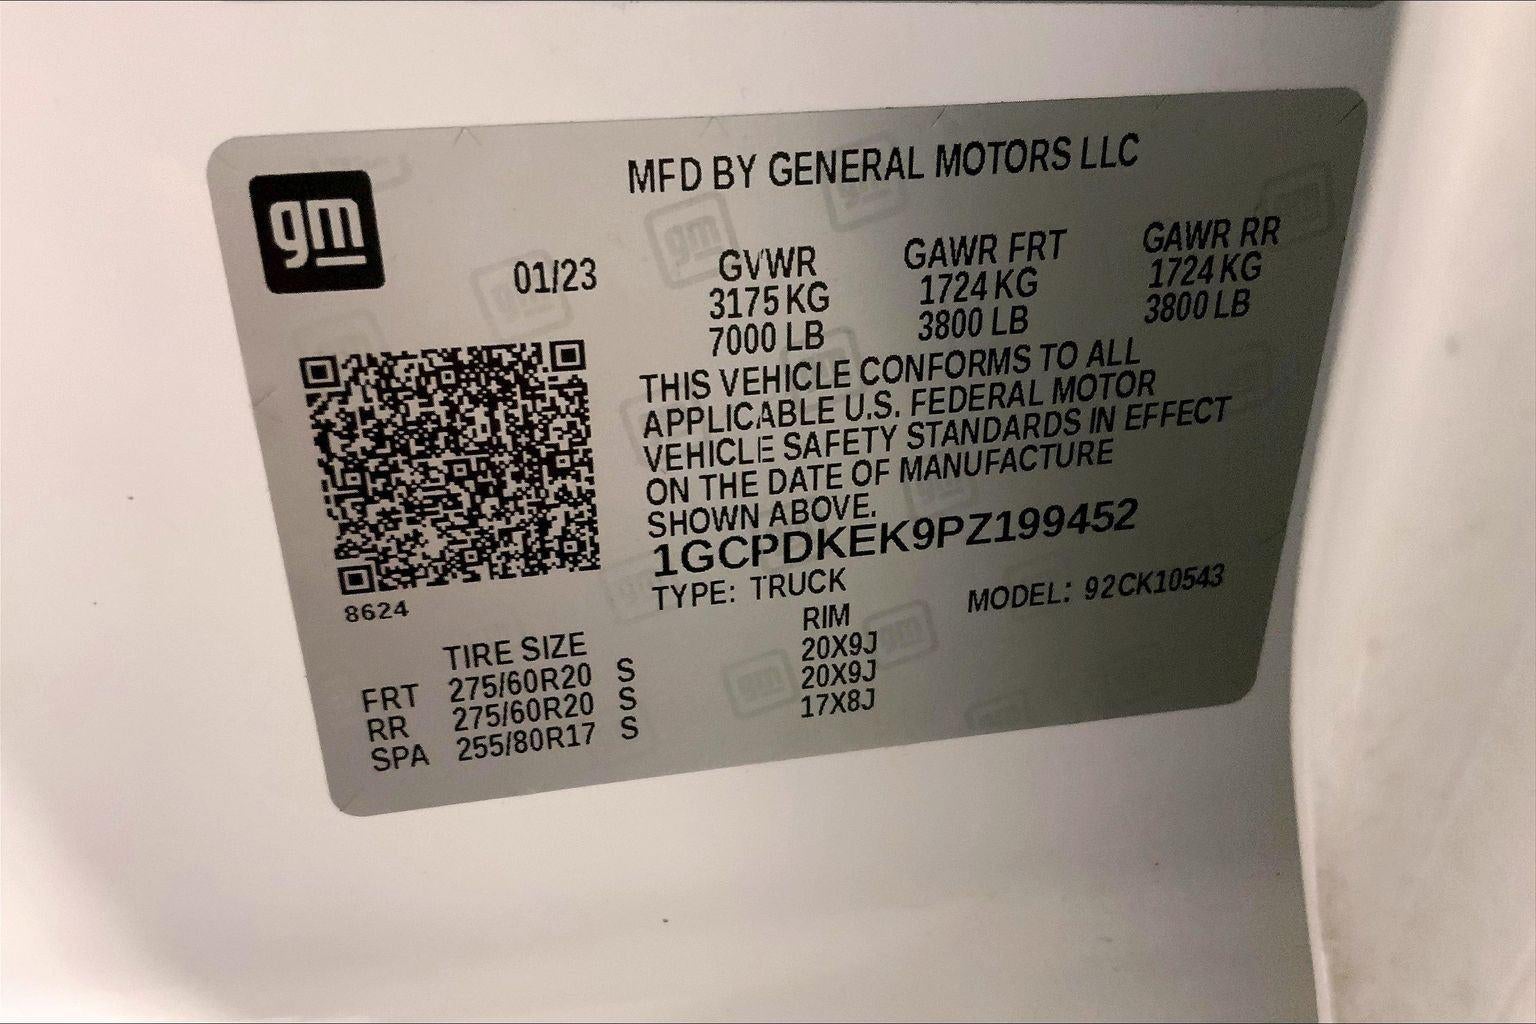 gm
MFD BY GENERAL MOTORS LLC
01/23
GVWR GAWR FRT GAWR RR
3175 KG 1724 KG 1724 KG
7000 LB 3800 LB 3800 LB
THIS VEHICLE CONFORMS TO ALL
APPLICABLE U.S. FEDERAL MOTOR
VEHICLE SAFETY STANDARDS IN EFFECT
ON THE DATE OF MANUFACTURE
SHOWN ABOVE.
1GCPDKEK9PZ199452
TYPE: TRUCK MODEL: 92CK10543
8624
TIRE SIZE RIM
FRT 275/60R20 S 20X9J
RR 275/60R20 S 20X9J
SPA 255/80R17 S 17X8J